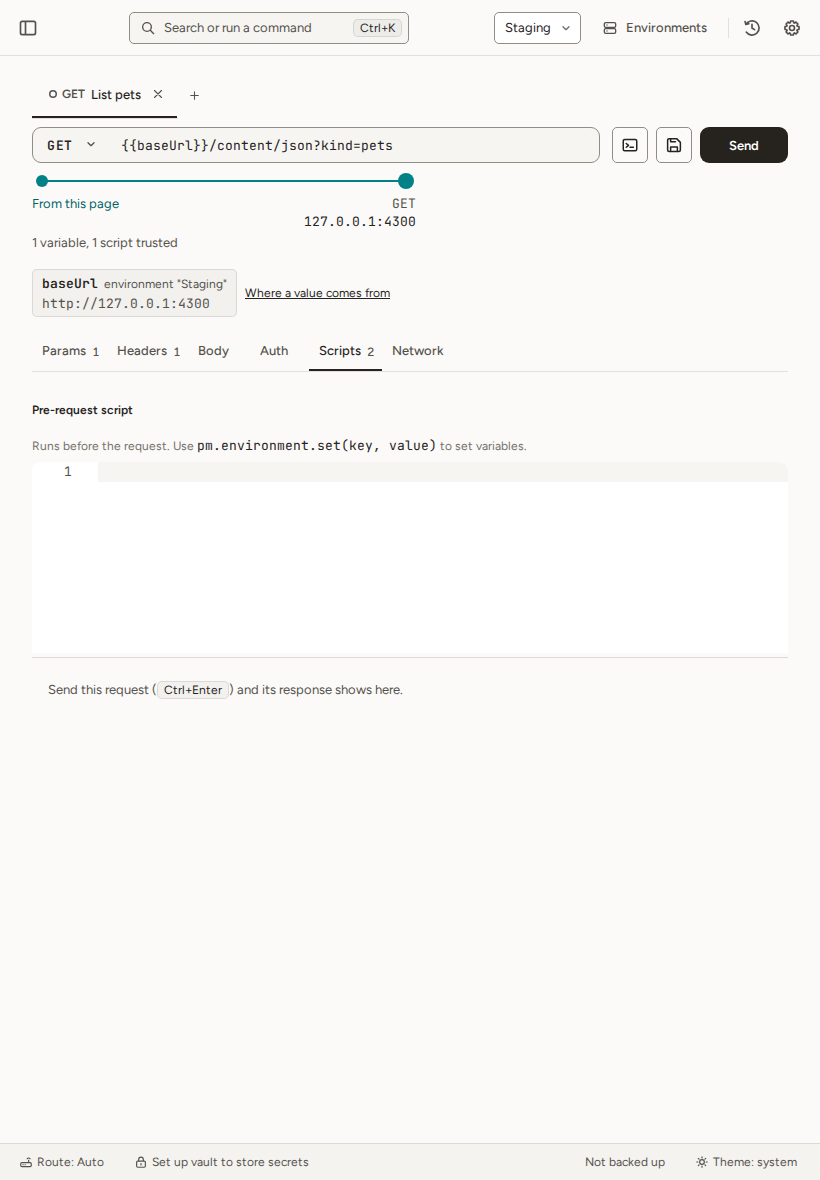 Search or run a command Ctrl+K Staging Environments
GET List pets
GET {{baseUrl}}/content/json?kind=pets Send
From this page GET
127.0.0.1:4300
1 variable, 1 script trusted
baseUrl environment "Staging"
http://127.0.0.1:4300
Where a value comes from
Params 1 Headers 1 Body Auth Scripts 2 Network
Pre-request script
Runs before the request. Use pm.environment.set(key, value) to set variables.
1
Send this request (Ctrl+Enter) and its response shows here.
Route: Auto Set up vault to store secrets Not backed up Theme: system